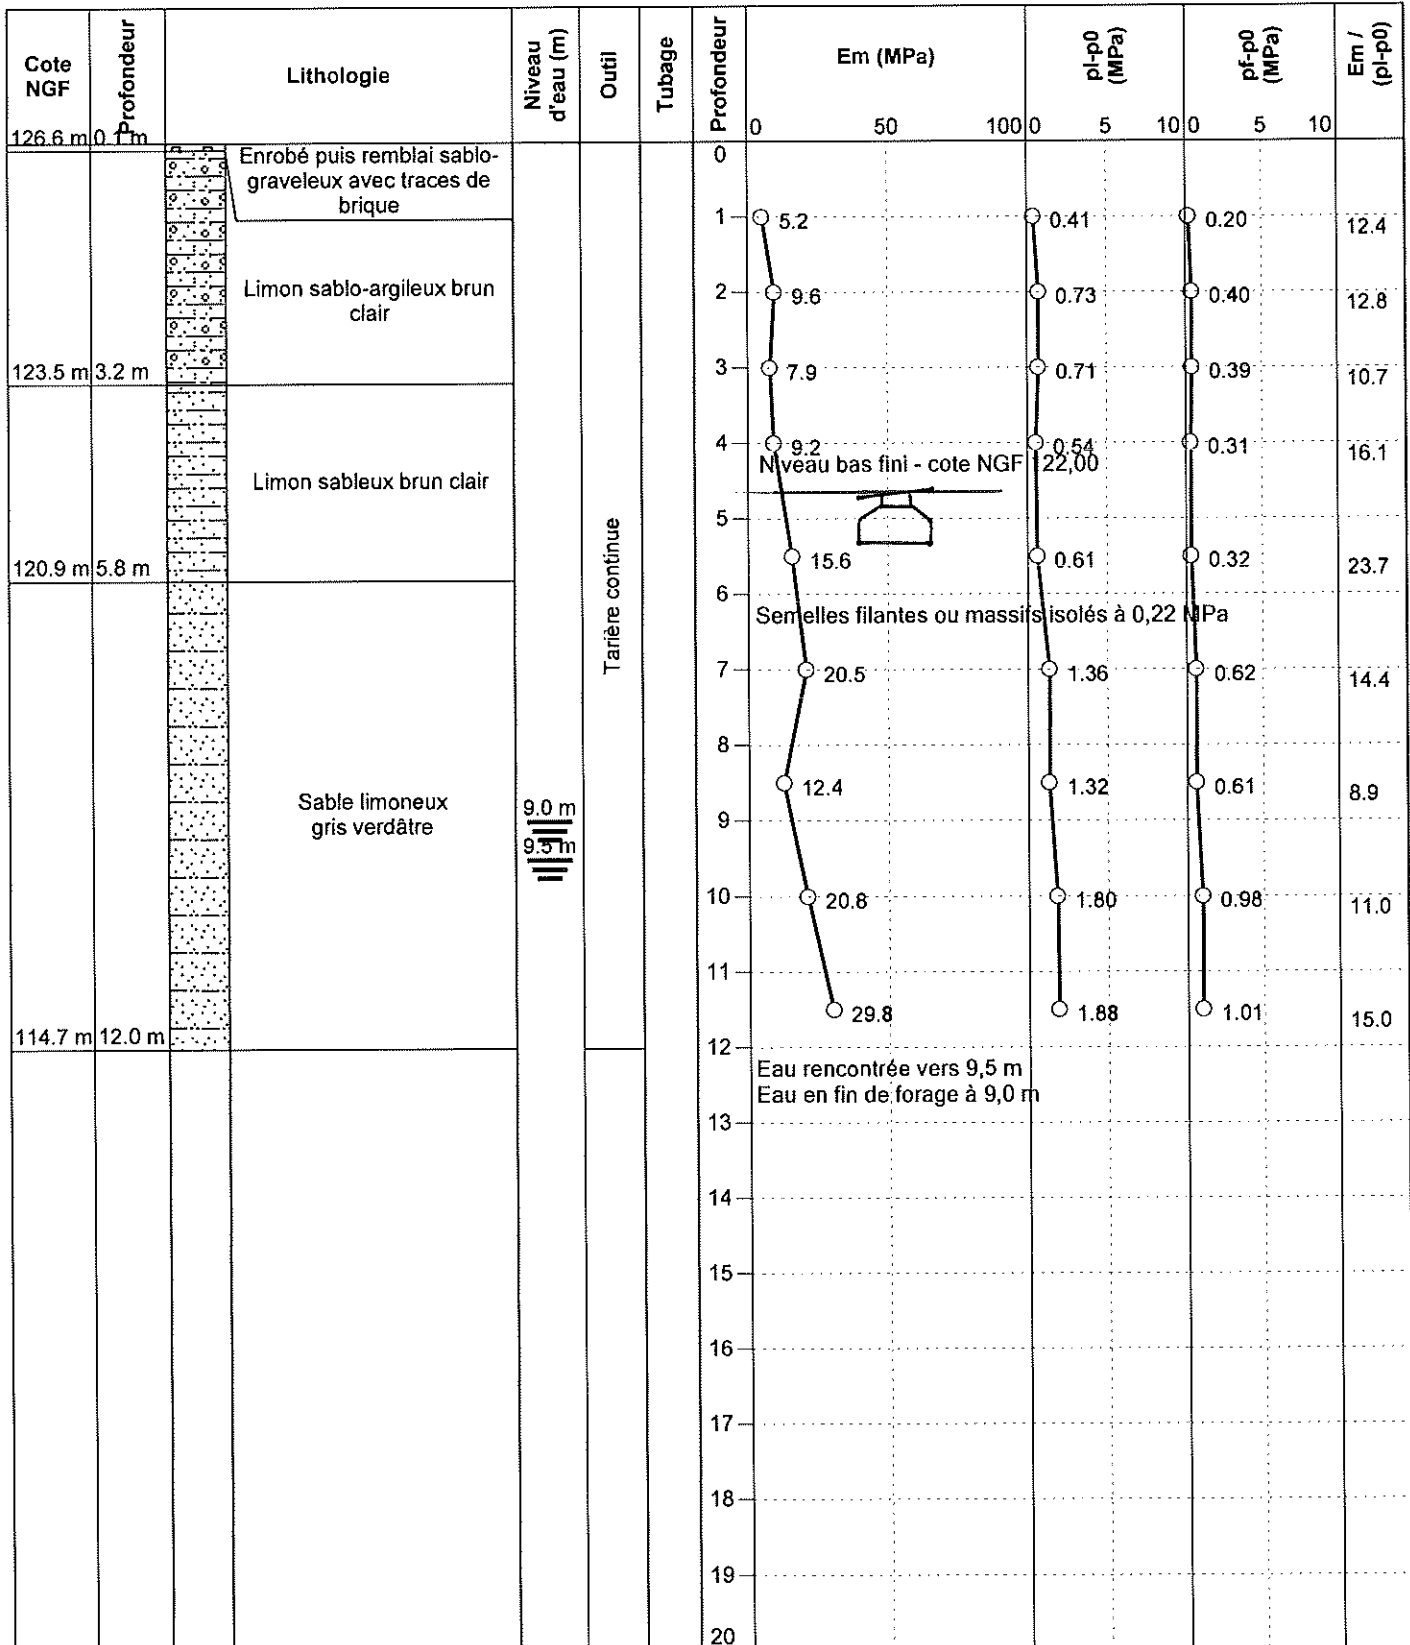 Cote NGF
Profondeur
Lithologie
Niveau d'eau (m)
Outil
Tubage
Profondeur
Em (MPa)
pl-p0 (MPa)
pf-p0 (MPa)
Em / (pl-p0)
0 50 100 0 5 10 0 5 10
126.6 m 0.1 m
Enrobé puis remblai sablo-
graveleux avec traces de
brique
Limon sablo-argileux brun
clair
123.5 m 3.2 m
Limon sableux brun clair
120.9 m 5.8 m
Sable limoneux
gris verdâtre
114.7 m 12.0 m
9.0 m
9.5 m
Tarière continue
0
1 5.2 0.41 0.20 12.4
2 9.6 0.73 0.40 12.8
3 7.9 0.71 0.39 10.7
4 9.2 0.54 0.31 16.1
Niveau bas fini - cote NGF 122,00
5
15.6 0.61 0.32 23.7
6
Semelles filantes ou massifs isolés à 0,22 MPa
7 20.5 1.36 0.62 14.4
8
12.4 1.32 0.61 8.9
9
10 20.8 1.80 0.98 11.0
11
29.8 1.88 1.01 15.0
12
Eau rencontrée vers 9,5 m
Eau en fin de forage à 9,0 m
13
14
15
16
17
18
19
20